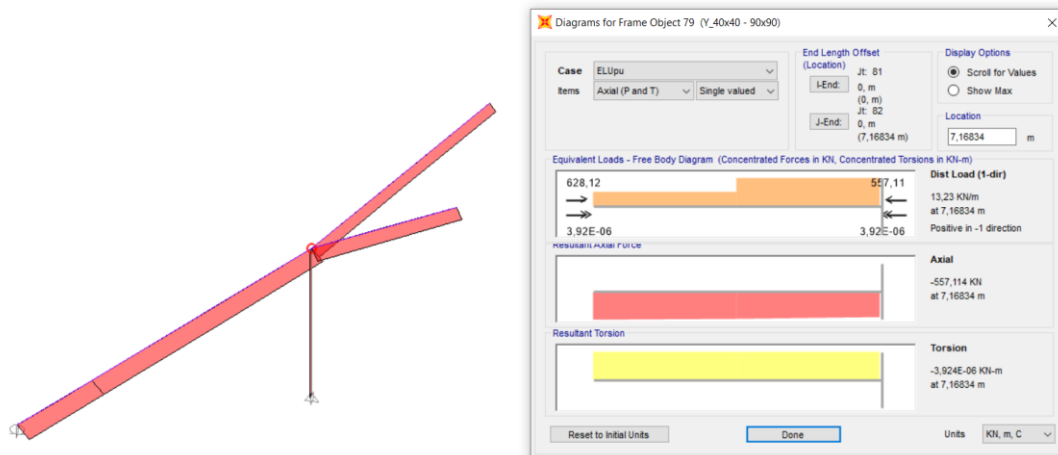 Diagrams for Frame Object 79 (Y_40x40 - 90x90)
Case
ELUpu
Items
Axial (P and T)
Single valued
End Length Offset
(Location)
Jt: 81
I-End:
0, m
(0, m)
Jt: 82
J-End:
0, m
(7,16834 m)
Display Options
Scroll for Values
Show Max
Location
7,16834
m
Equivalent Loads - Free Body Diagram (Concentrated Forces in KN, Concentrated Torsions in KN-m)
628,12
557,11
3,92E-06
3,92E-06
Dist Load (1-dir)
13,23 KN/m
at 7,16834 m
Positive in -1 direction
Resultant Axial Force
Axial
-557,114 KN
at 7,16834 m
Resultant Torsion
Torsion
-3,924E-06 KN-m
at 7,16834 m
Reset to Initial Units
Done
Units
KN, m, C